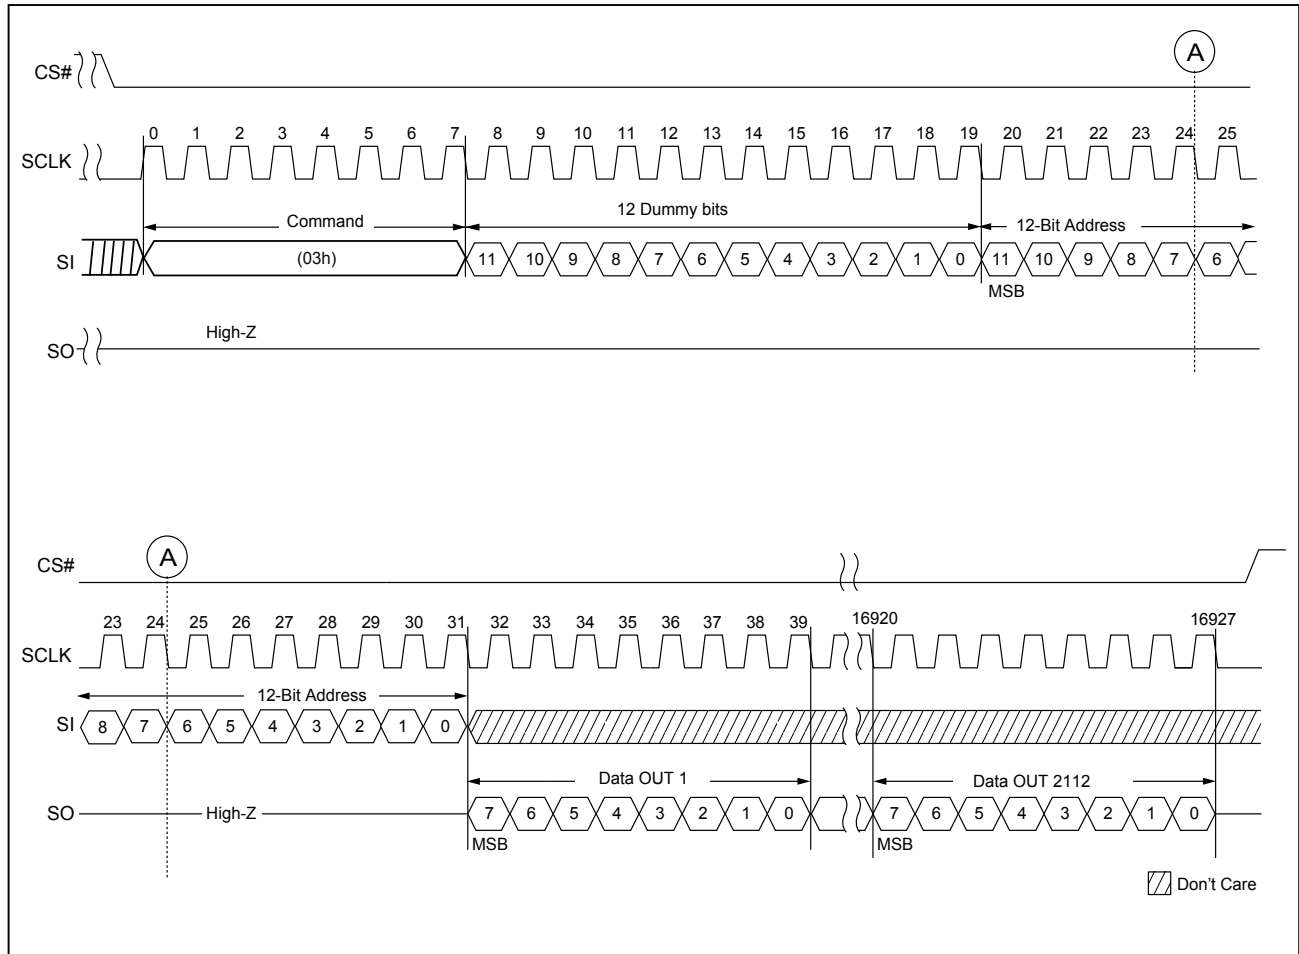 A
CS#
0 1 2 3 4 5 6 7 8 9 10 11 12 13 14 15 16 17 18 19 20 21 22 23 24 25
SCLK
Command 12 Dummy bits 12-Bit Address
SI (03h) 11 10 9 8 7 6 5 4 3 2 1 0 11 10 9 8 7 6
MSB
High-Z
SO
A
CS#
23 24 25 26 27 28 29 30 31 32 33 34 35 36 37 38 39 16920 16927
SCLK
12-Bit Address
SI 8 7 6 5 4 3 2 1 0
Data OUT 1 Data OUT 2112
SO High-Z 7 6 5 4 3 2 1 0 7 6 5 4 3 2 1 0
MSB MSB
Don't Care